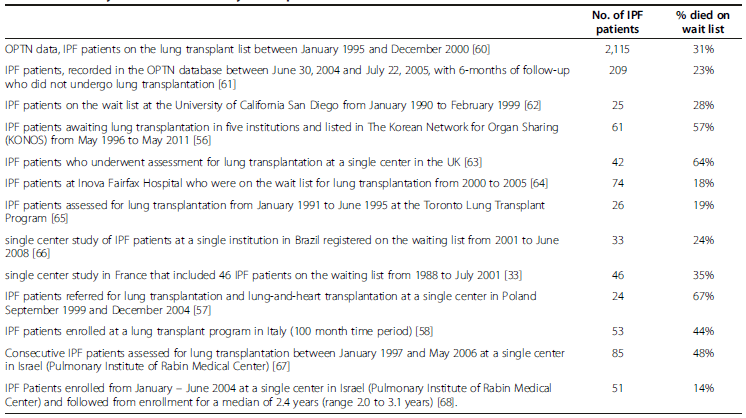 No. of IPF patients % died on wait list
OPTN data, IPF patients on the lung transplant list between January 1995 and December 2000 [60] 2,115 31%
IPF patients, recorded in the OPTN database between June 30, 2004 and July 22, 2005, with 6-months of follow-up
who did not undergo lung transplantation [61] 209 23%
IPF patients on the wait list at the University of California San Diego from January 1990 to February 1999 [62] 25 28%
IPF patients awaiting lung transplantation in five institutions and listed in The Korean Network for Organ Sharing
(KONOS) from May 1996 to May 2011 [56] 61 57%
IPF patients who underwent assessment for lung transplantation at a single center in the UK [63] 42 64%
IPF patients at Inova Fairfax Hospital who were on the wait list for lung transplantation from 2000 to 2005 [64] 74 18%
IPF patients assessed for lung transplantation from January 1991 to June 1995 at the Toronto Lung Transplant
Program [65] 26 19%
single center study of IPF patients at a single institution in Brazil registered on the waiting list from 2001 to June
2008 [66] 33 24%
single center study in France that included 46 IPF patients on the waiting list from 1988 to July 2001 [33] 46 35%
IPF patients referred for lung transplantation and lung-and-heart transplantation at a single center in Poland
September 1999 and December 2004 [57] 24 67%
IPF patients enrolled at a lung transplant program in Italy (100 month time period) [58] 53 44%
Consecutive IPF patients assessed for lung transplantation between January 1997 and May 2006 at a single center
in Israel (Pulmonary Institute of Rabin Medical Center) [67] 85 48%
IPF Patients enrolled from January – June 2004 at a single center in Israel (Pulmonary Institute of Rabin Medical
Center) and followed from enrollment for a median of 2.4 years (range 2.0 to 3.1 years) [68]. 51 14%